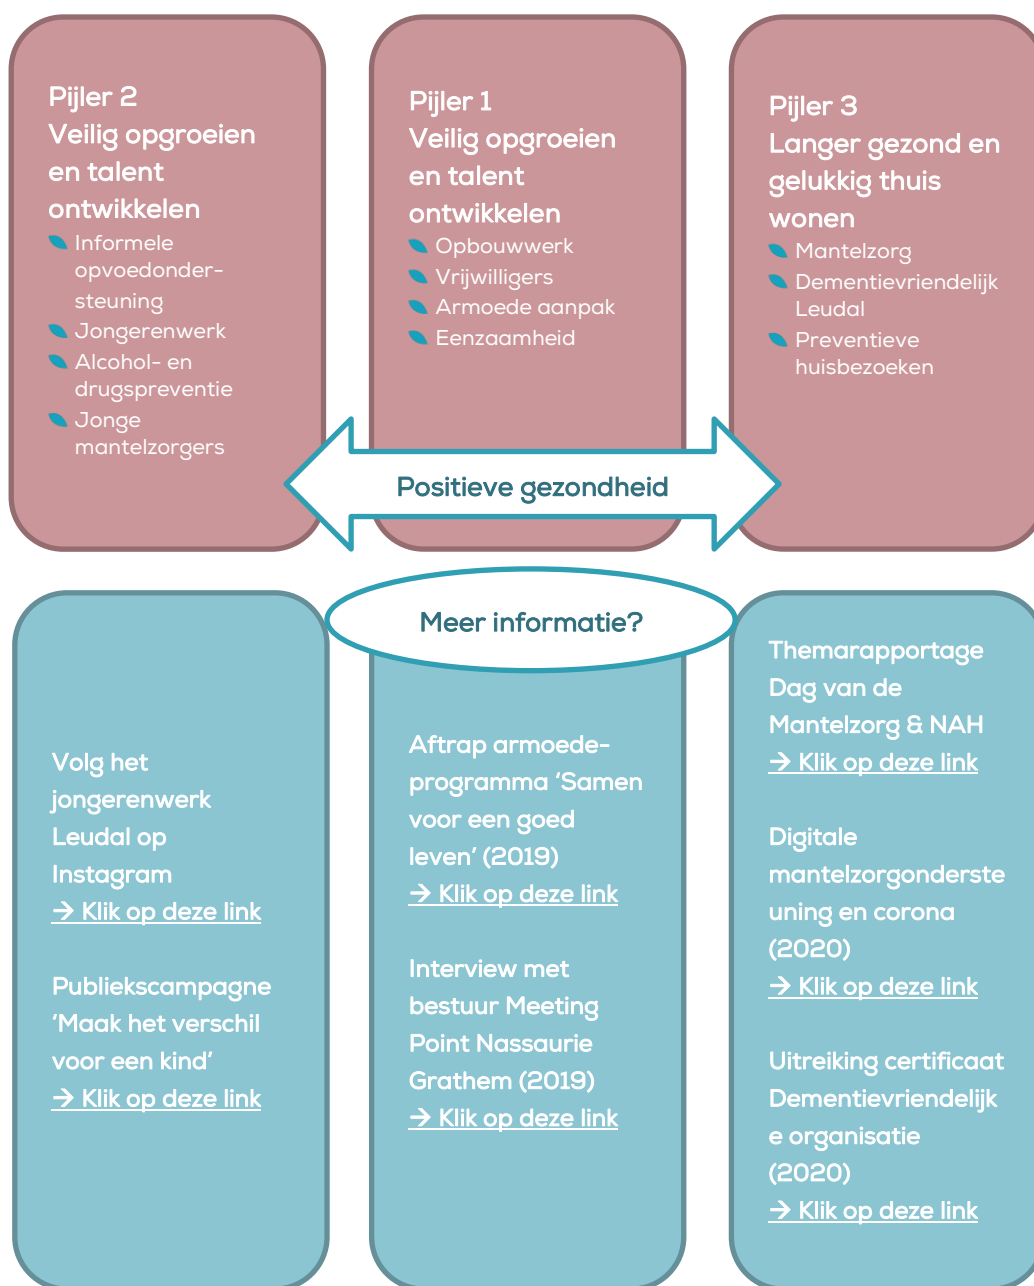 Pijler 2
Veilig opgroeien
en talent
ontwikkelen
Informele
opvoedonder-
steuning
Jongerenwerk
Alcohol- en
drugspreventie
Jonge
mantelzorgers
Pijler 1
Veilig opgroeien
en talent
ontwikkelen
Opbouwwerk
Vrijwilligers
Armoede aanpak
Eenzaamheid
Pijler 3
Langer gezond en
gelukkig thuis
wonen
Mantelzorg
Dementievriendelijk
Leudal
Preventieve
huisbezoeken
Positieve gezondheid
Meer informatie?
Volg het
jongerenwerk
Leudal op
Instagram
→ Klik op deze link
Publiekscampagne
‘Maak het verschil
voor een kind’
→ Klik op deze link
Aftrap armoede-
programma ‘Samen
voor een goed
leven’ (2019)
→ Klik op deze link
Interview met
bestuur Meeting
Point Nassaurie
Grathem (2019)
→ Klik op deze link
Themarapportage
Dag van de
Mantelzorg & NAH
→ Klik op deze link
Digitale
mantelzorgonderste
uning en corona
(2020)
→ Klik op deze link
Uitreiking certificaat
Dementievriendelijk
e organisatie
(2020)
→ Klik op deze link